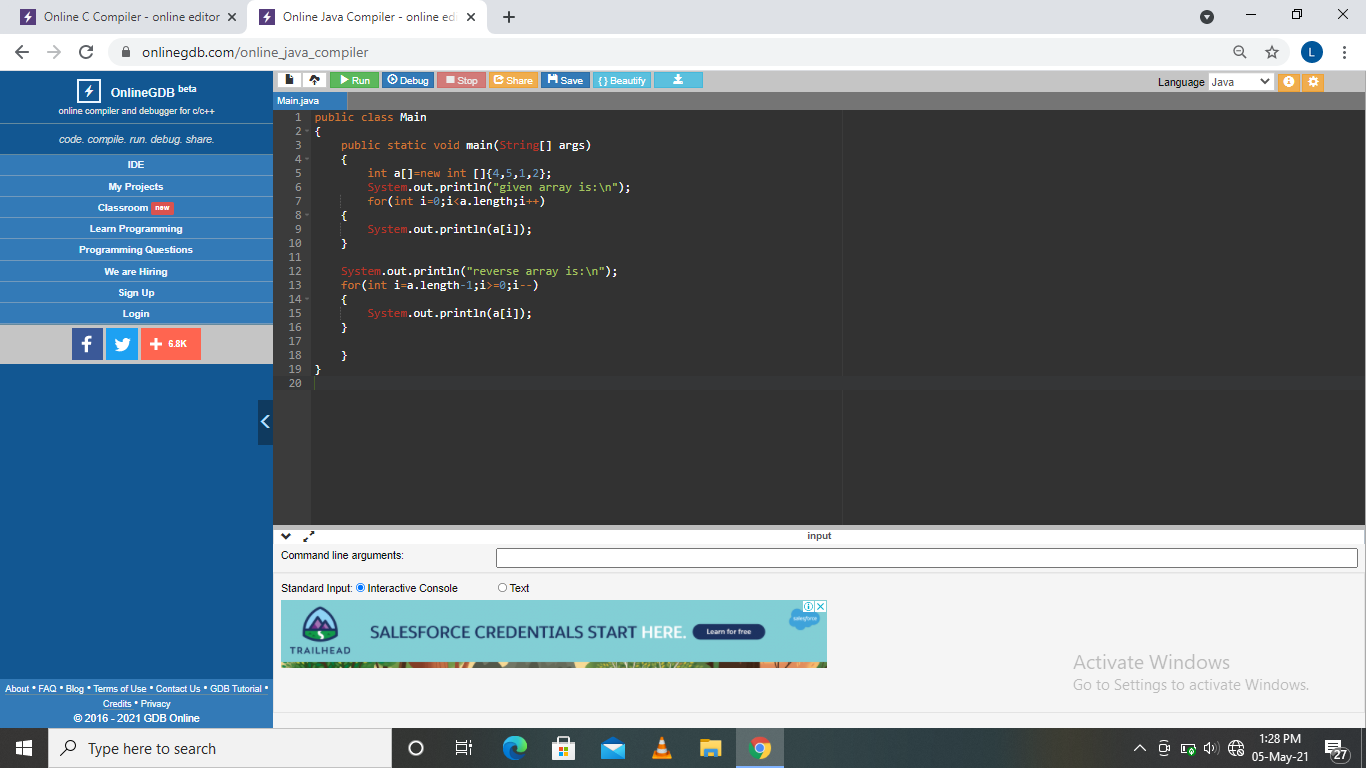 Online C Compiler - online editor
Online Java Compiler - online edi
onlinegdb.com/online_java_compiler
L
OnlineGDB beta
online compiler and debugger for c/c++
code. compile. run. debug. share.
IDE
My Projects
Classroom new
Learn Programming
Programming Questions
We are Hiring
Sign Up
Login
6.8K
About • FAQ • Blog • Terms of Use • Contact Us • GDB Tutorial •
Credits • Privacy
© 2016 - 2021 GDB Online
Run Debug Stop Share Save {} Beautify
Language Java
Main.java
1 public class Main
2 {
3 public static void main(String[] args)
4 {
5 int a[]=new int []{4,5,1,2};
6 System.out.println("given array is:\n");
7 for(int i=0;i<a.length;i++)
8 {
9 System.out.println(a[i]);
10 }
11
12 System.out.println("reverse array is:\n");
13 for(int i=a.length-1;i>=0;i--)
14 {
15 System.out.println(a[i]);
16 }
17
18 }
19 }
20
input
Command line arguments:
Standard Input: Interactive Console Text
TRAILHEAD
SALESFORCE CREDENTIALS START HERE.
Learn for free
salesforce
Activate Windows
Go to Settings to activate Windows.
Type here to search
1:28 PM
05-May-21
27